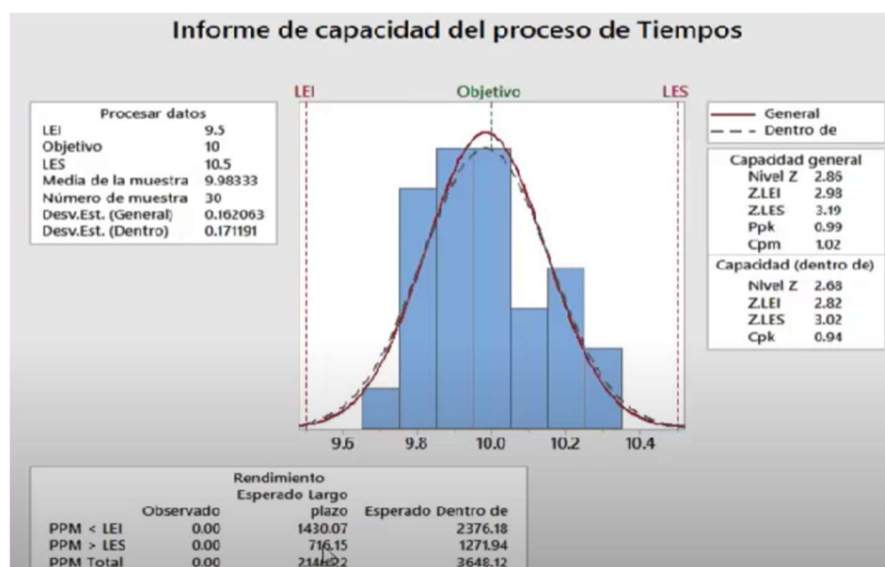 Informe de capacidad del proceso de Tiempos
LEI Objetivo LES
Procesar datos
LEI 9.5
Objetivo 10
LES 10.5
Media de la muestra 9.98333
Número de muestra 30
Desv.Est. (General) 0.162063
Desv.Est. (Dentro) 0.171191
General
Dentro de
Capacidad general
Nivel Z 2.86
Z.LEI 2.98
Z.LES 3.19
Ppk 0.99
Cpm 1.02
Capacidad (dentro de)
Nivel Z 2.68
Z.LEI 2.82
Z.LES 3.02
Cpk 0.94
9.6 9.8 10.0 10.2 10.4
Rendimiento
Esperado Largo
Observado plazo Esperado Dentro de
PPM < LEI 0.00 1430.07 2376.18
PPM > LES 0.00 716.15 1271.94
PPM Total 0.00 3648.12